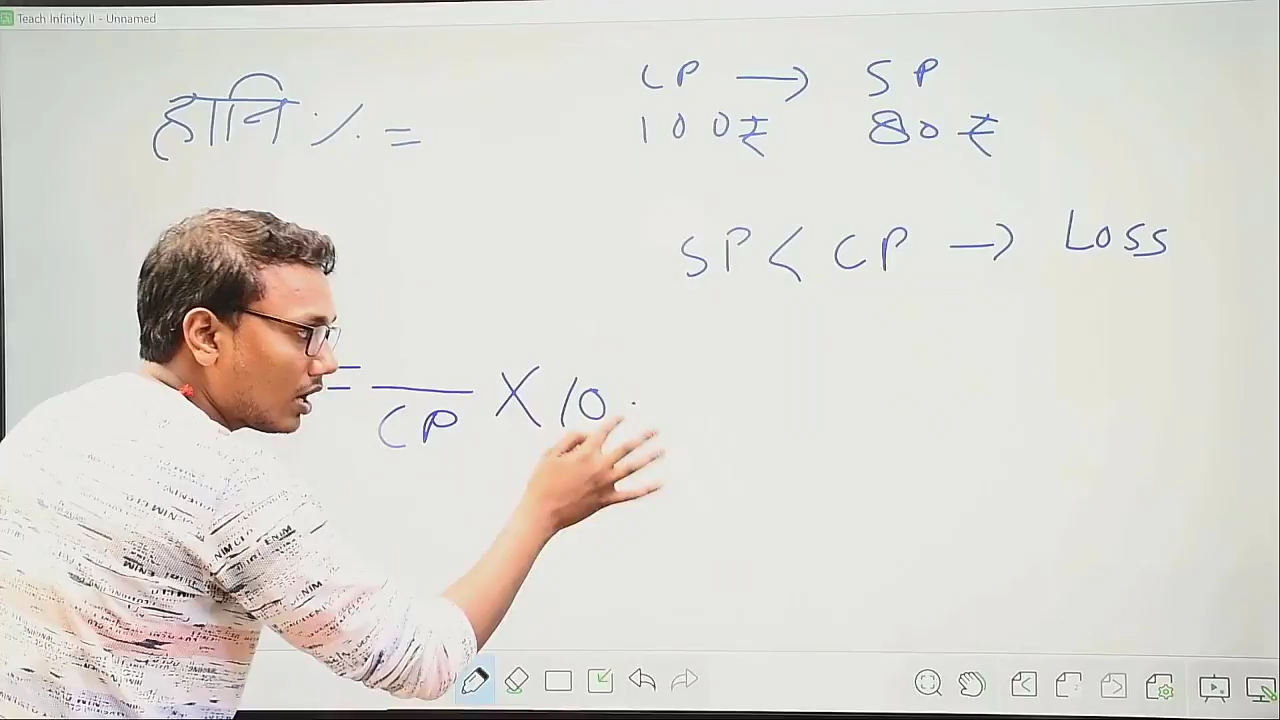 Teach Infinity II - Unnamed
हानि % =
CP → SP
100₹ 80₹
SP < CP → Loss
= —— × 10
CP